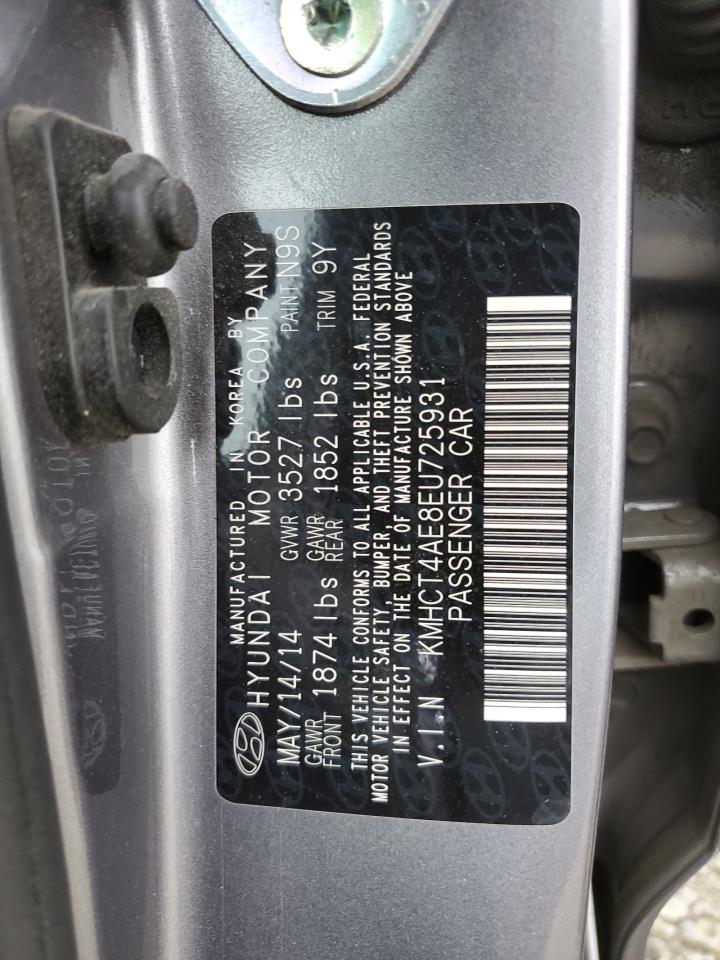 MANUFACTURED IN KOREA BY
HYUNDAI MOTOR COMPANY
MAY/14/14 GVWR 3527 lbs PAINT N9S
GAWR FRONT 1874 lbs GAWR REAR 1852 lbs TRIM 9Y
THIS VEHICLE CONFORMS TO ALL APPLICABLE U.S.A. FEDERAL
MOTOR VEHICLE SAFETY, BUMPER, AND THEFT PREVENTION STANDARDS
IN EFFECT ON THE DATE OF MANUFACTURE SHOWN ABOVE
V.I.N KMHCT4AE8EU725931
PASSENGER CAR